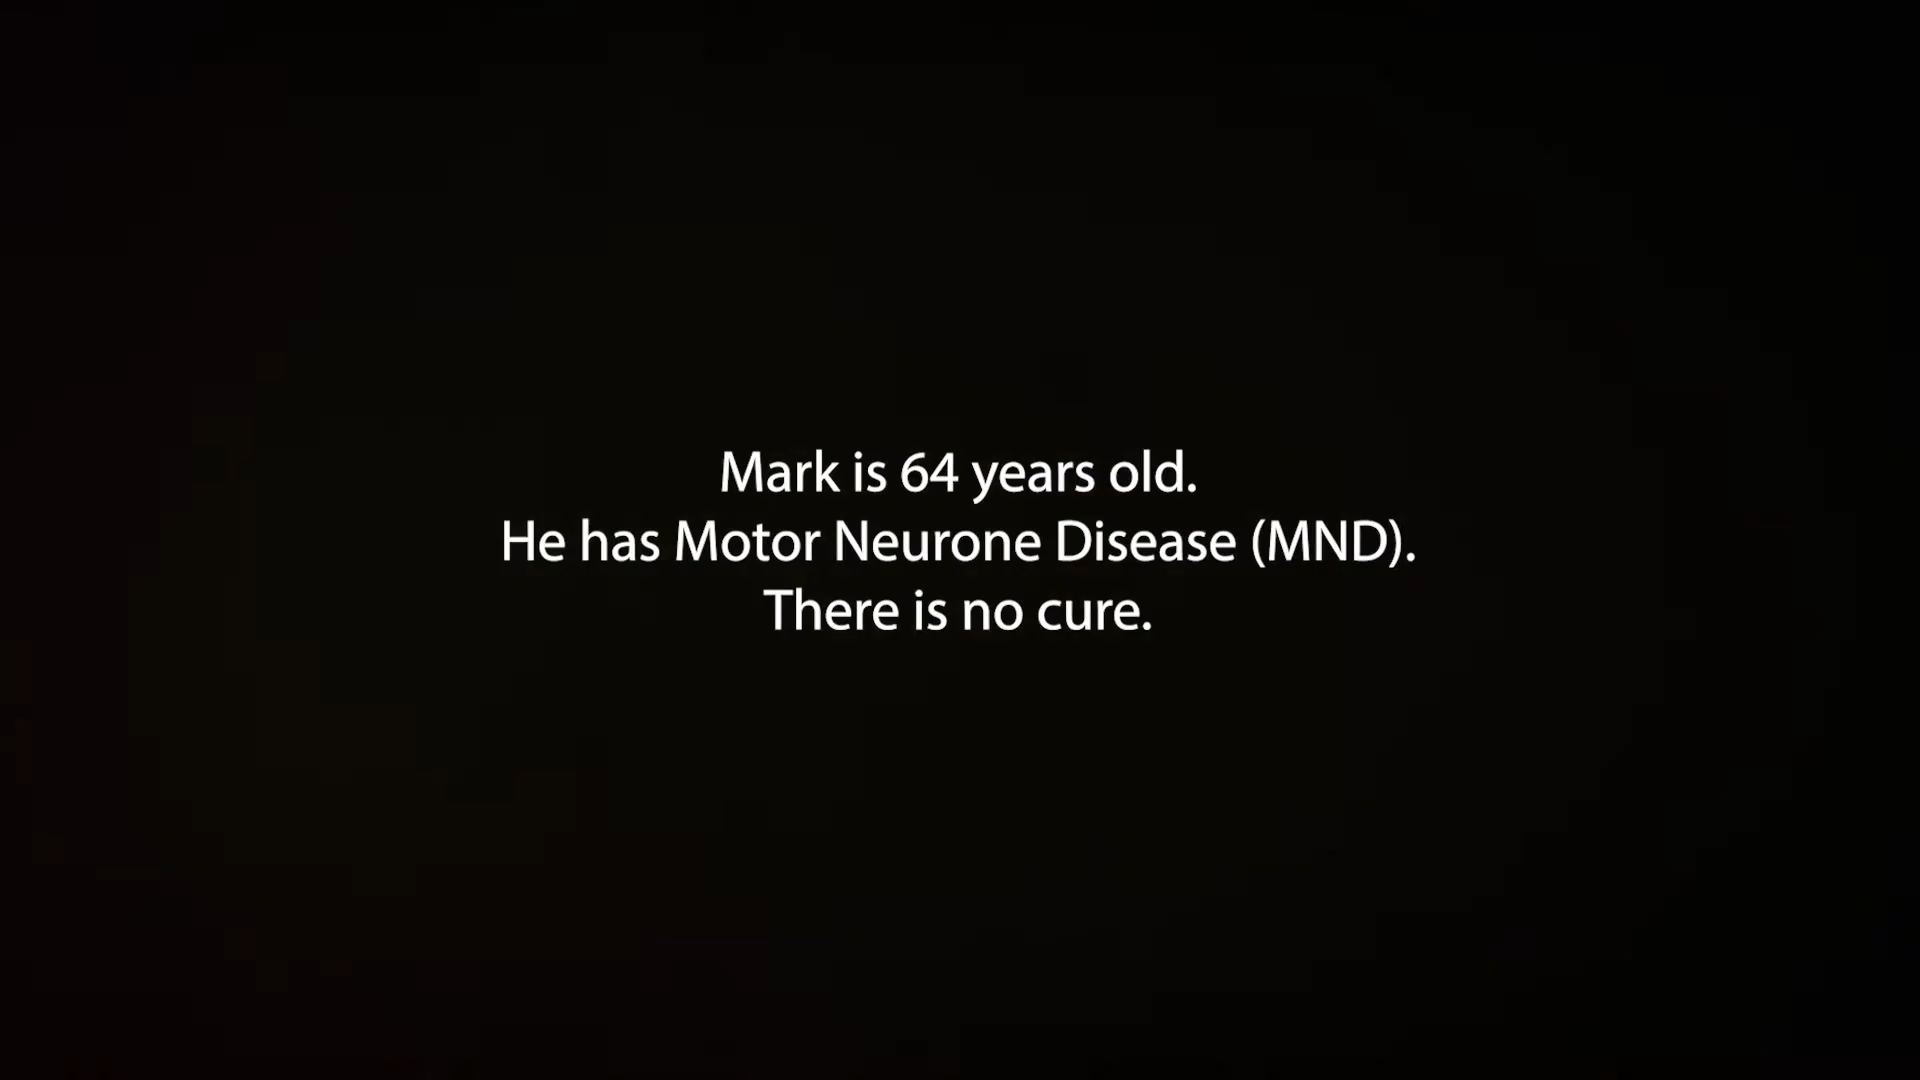 Mark is 64 years old.
He has Motor Neurone Disease (MND).
There is no cure.